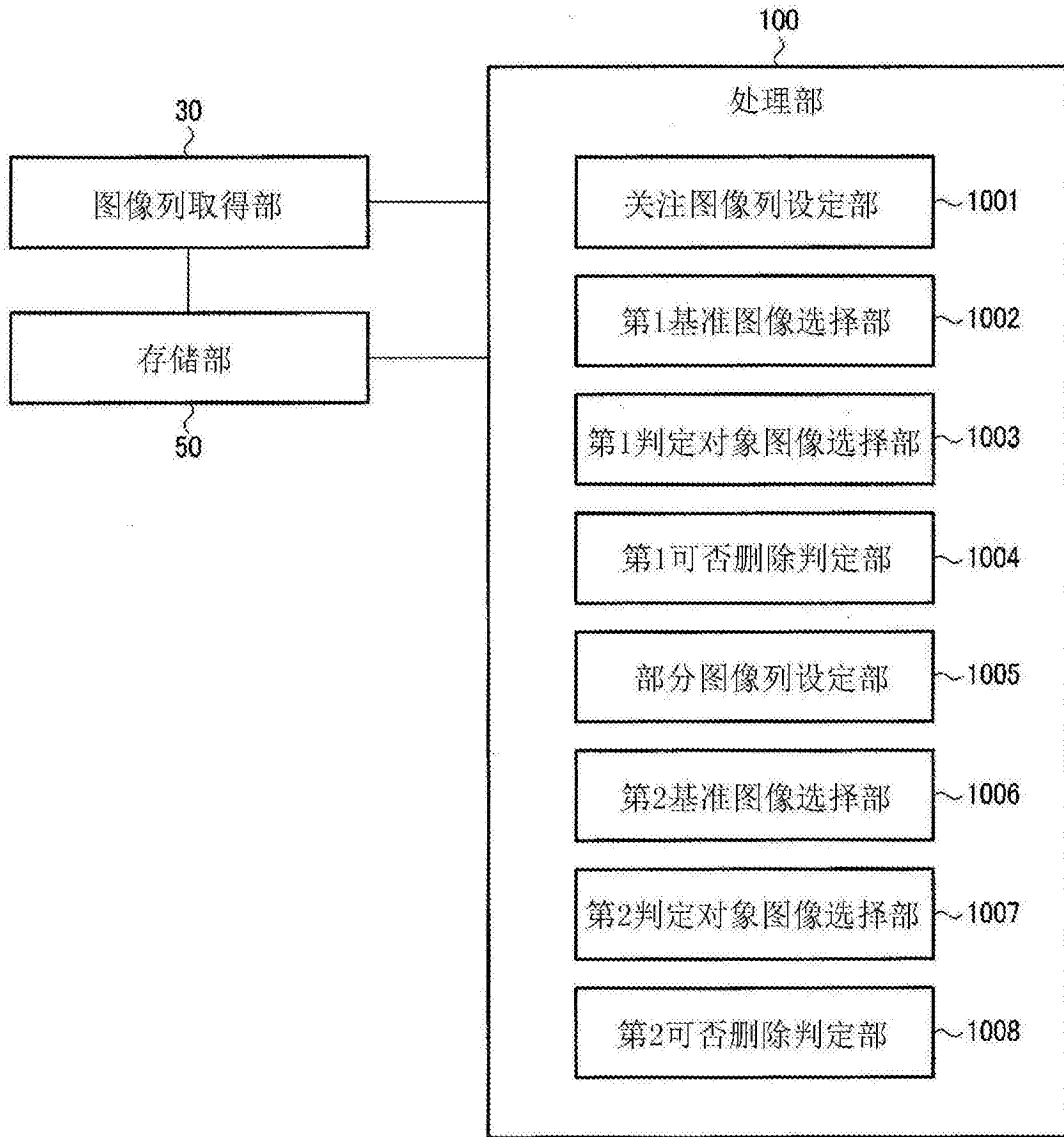 100
处理部
30
图像列取得部
存储部
50
关注图像列设定部
1001
第1基准图像选择部
1002
第1判定对象图像选择部
1003
第1可否删除判定部
1004
部分图像列设定部
1005
第2基准图像选择部
1006
第2判定对象图像选择部
1007
第2可否删除判定部
1008